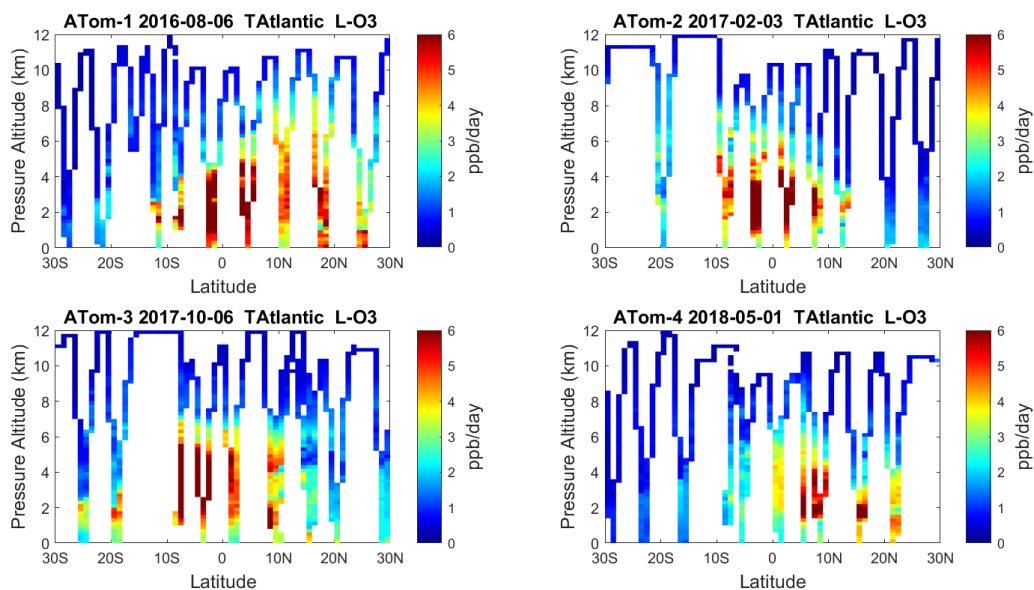 ATom-1 2016-08-06 TAtlantic L-O3
12
10
8
6
4
2
0
Pressure Altitude (km)
30S 20S 10S 0 10N 20N 30N
Latitude
6
5
4
3
2
1
0
ppb/day
ATom-2 2017-02-03 TAtlantic L-O3
12
10
8
6
4
2
0
Pressure Altitude (km)
30S 20S 10S 0 10N 20N 30N
Latitude
6
5
4
3
2
1
0
ppb/day
ATom-3 2017-10-06 TAtlantic L-O3
12
10
8
6
4
2
0
Pressure Altitude (km)
30S 20S 10S 0 10N 20N 30N
Latitude
6
5
4
3
2
1
0
ppb/day
ATom-4 2018-05-01 TAtlantic L-O3
12
10
8
6
4
2
0
Pressure Altitude (km)
30S 20S 10S 0 10N 20N 30N
Latitude
6
5
4
3
2
1
0
ppb/day